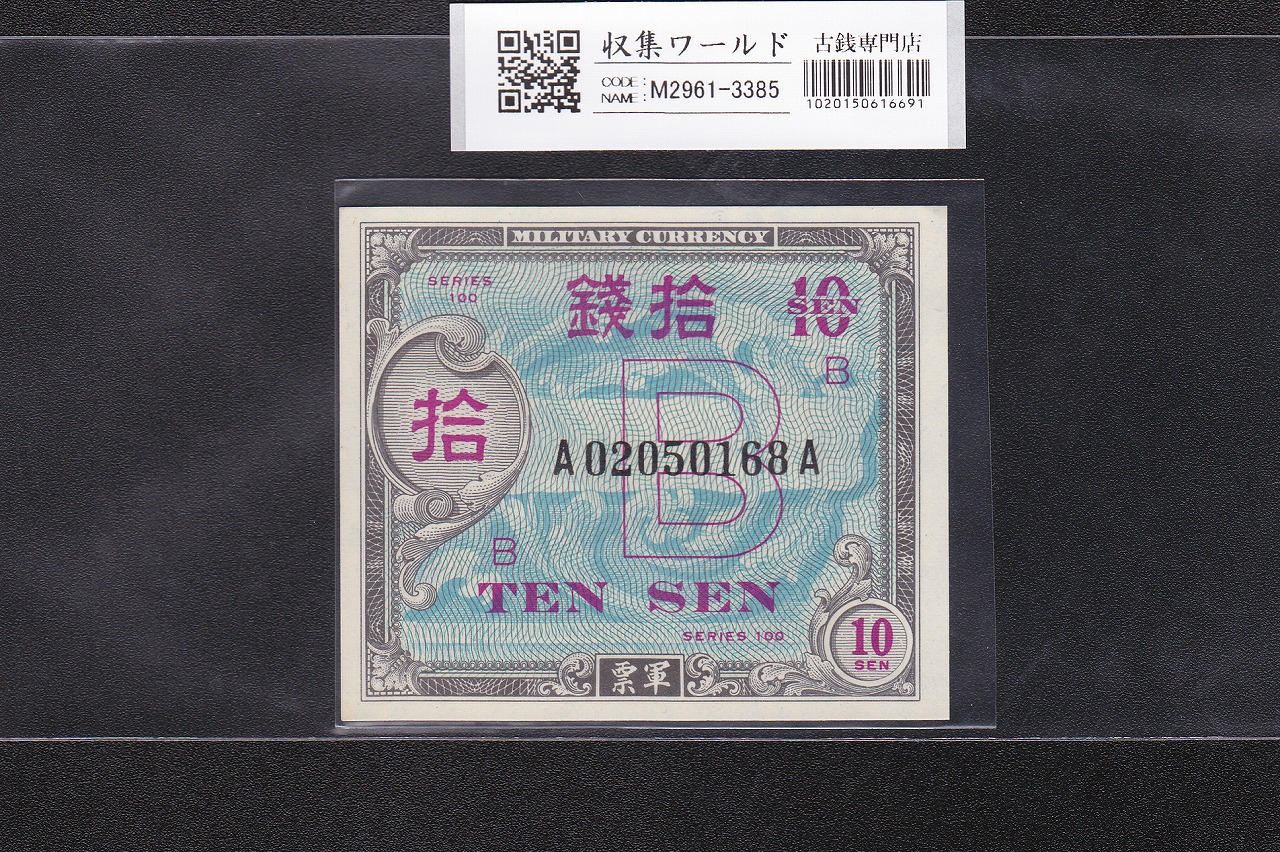 収集ワールド
古銭専門店
CODE:
NAME:
M2961-3385
1020150616691
MILITARY CURRENCY
SERIES
100
錢拾
10
SEN
B
拾
B
A02050168A
B
TEN SEN
SERIES 100
10
SEN
票軍